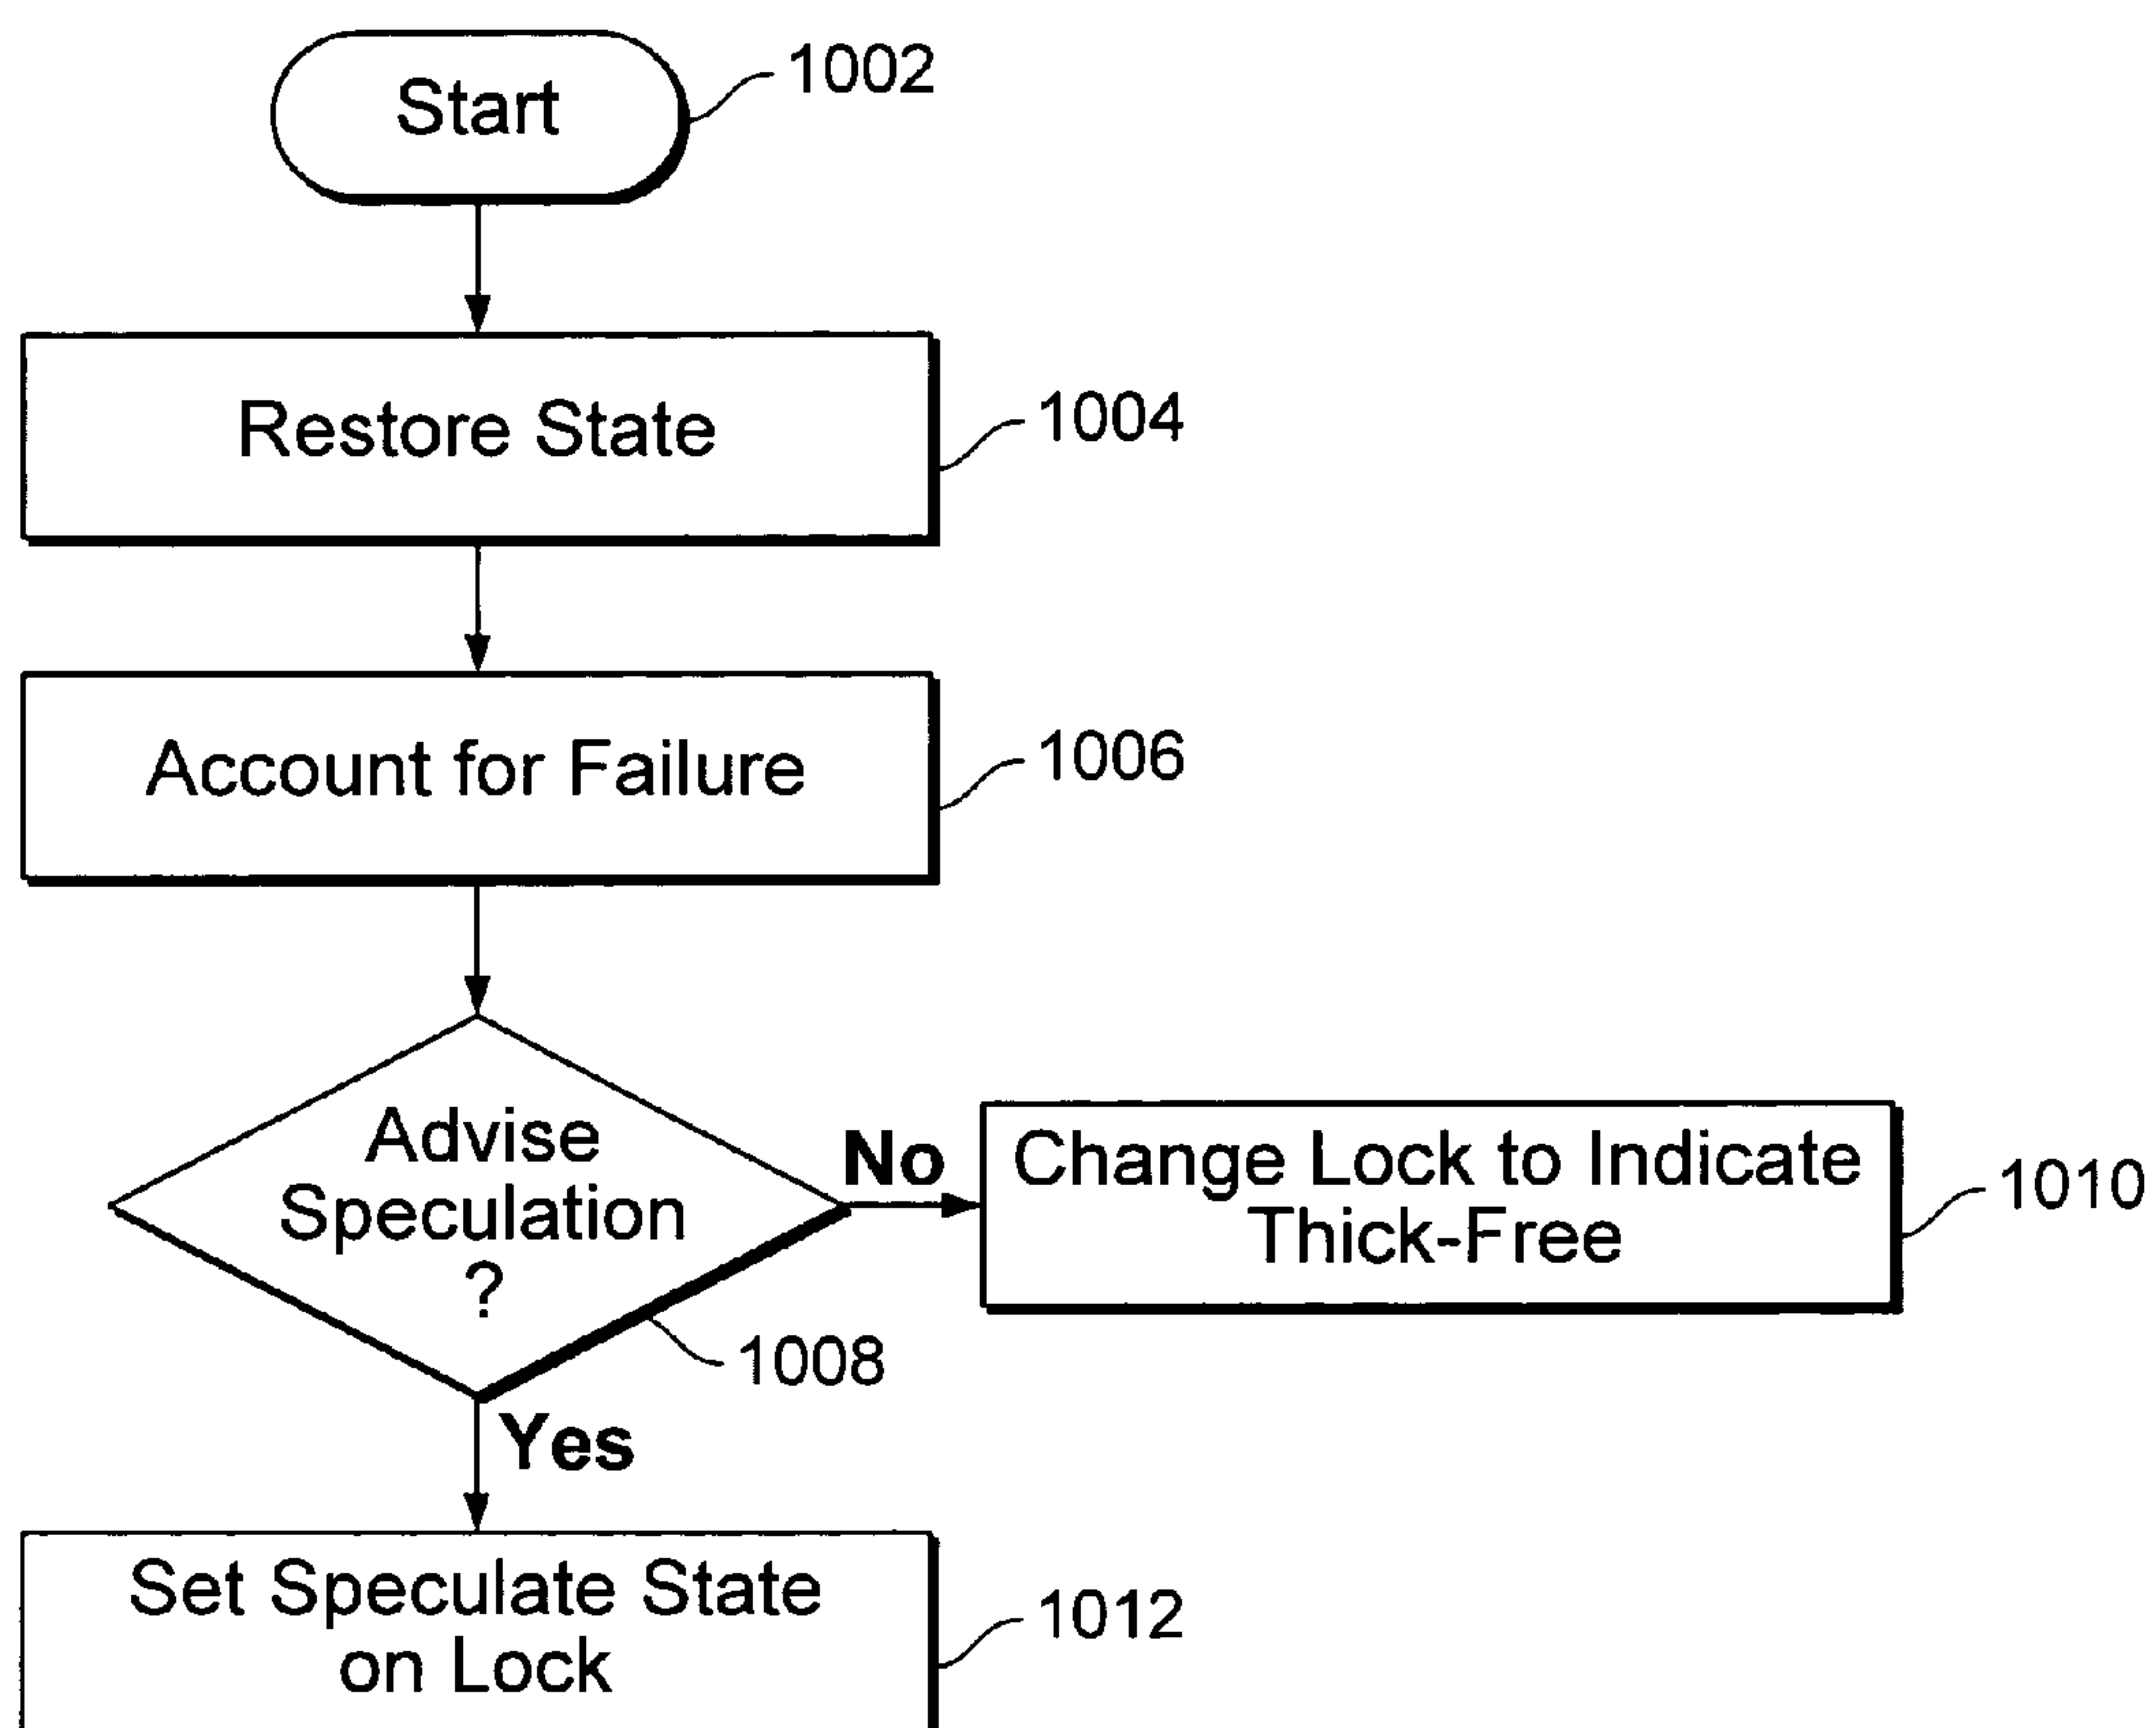 Start
1002
Restore State
1004
Account for Failure
1006
Advise
Speculation
?
1008
No
Change Lock to Indicate
Thick-Free
1010
Yes
Set Speculate State
on Lock
1012